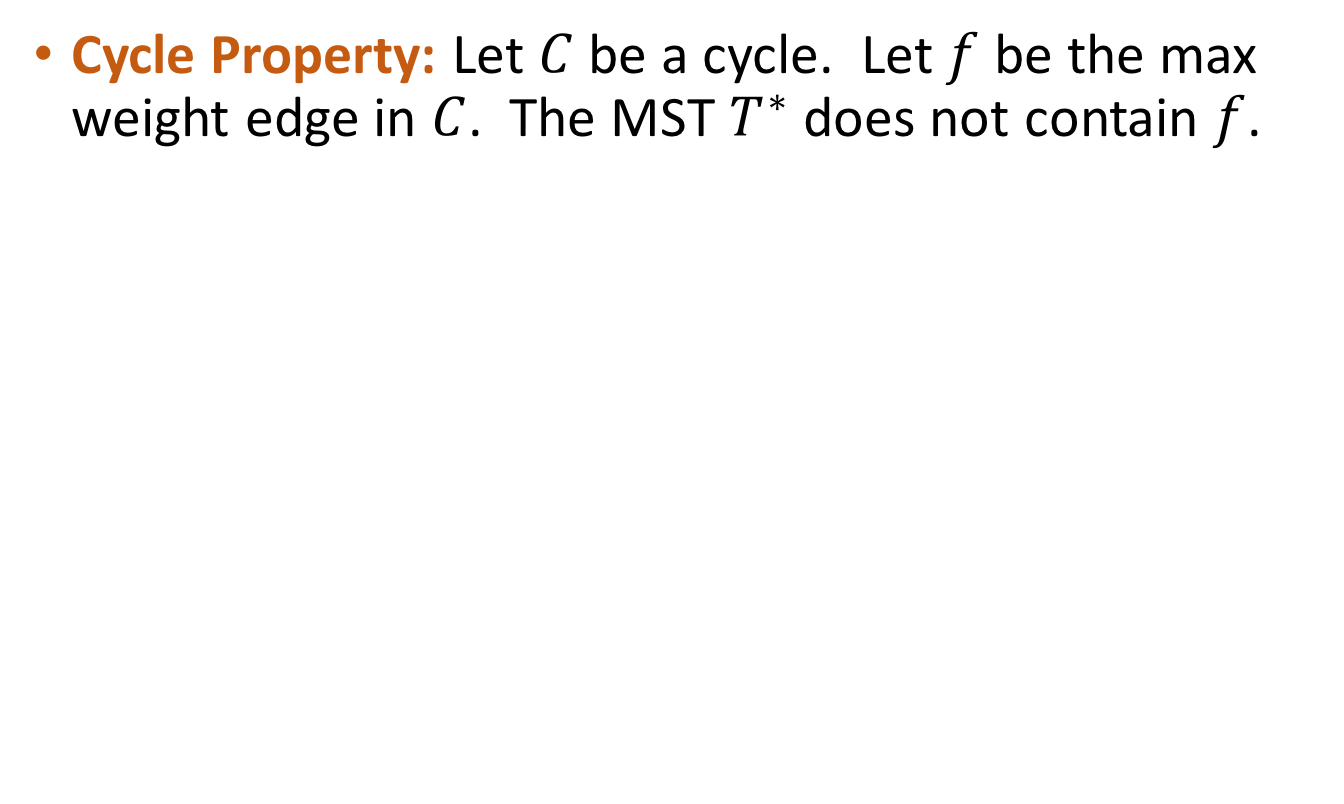 • Cycle Property: Let 𝐶 be a cycle. Let 𝑓 be the max
weight edge in 𝐶. The MST 𝑇* does not contain 𝑓.